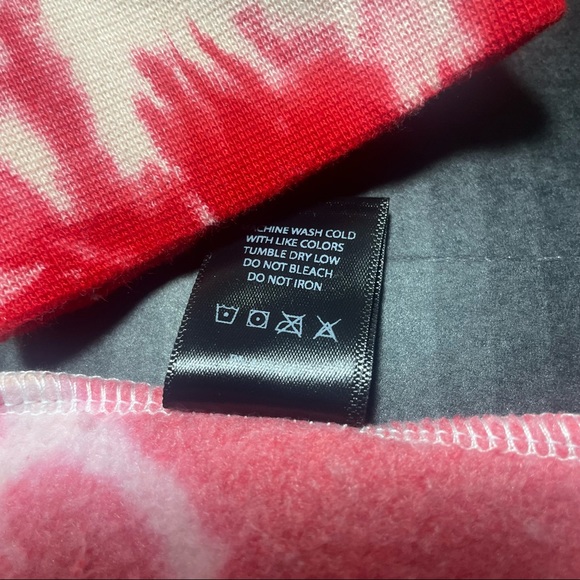 WASH COLD
WITH LIKE COLORS
TUMBLE DRY LOW
DO NOT BLEACH
DO NOT IRON